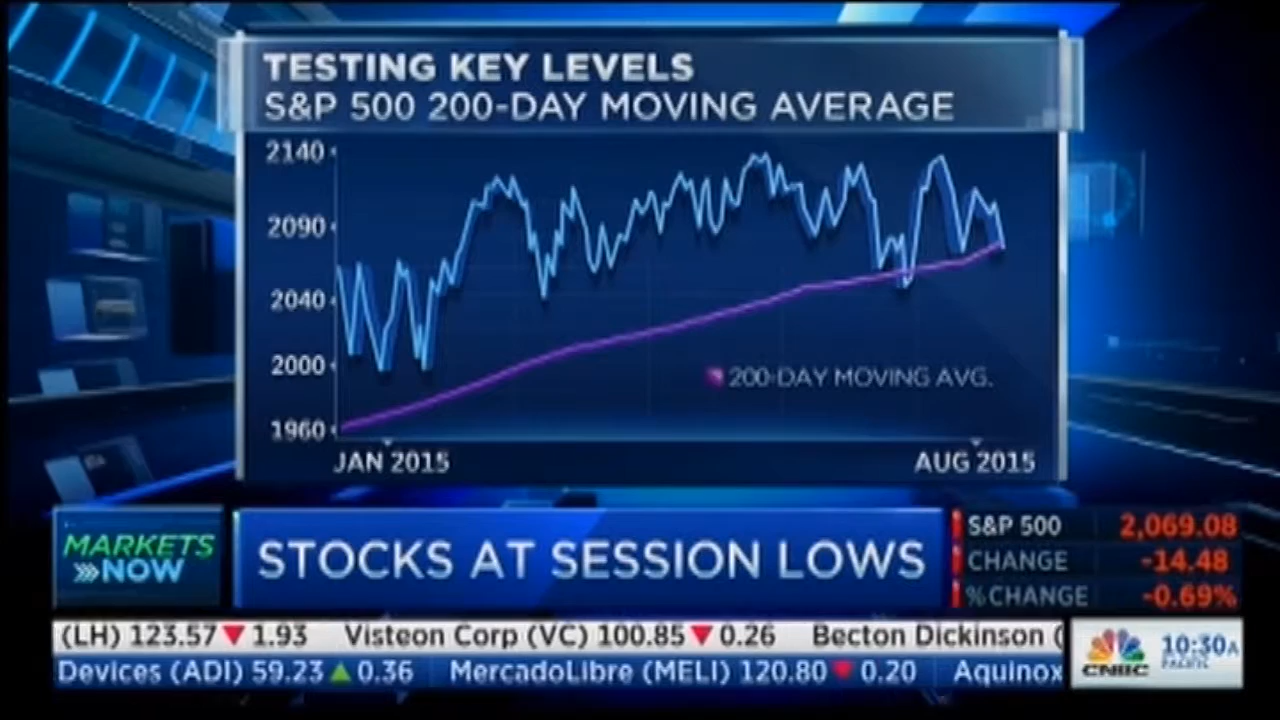 TESTING KEY LEVELS
S&P 500 200-DAY MOVING AVERAGE
2140
2090
2040
2000
1960
200-DAY MOVING AVG.
JAN 2015
AUG 2015
MARKETS
NOW
STOCKS AT SESSION LOWS
S&P 500 2,069.08
CHANGE -14.48
% CHANGE -0.69%
(LH) 123.57 ▼ 1.93 Visteon Corp (VC) 100.85 ▼ 0.26 Becton Dickinson (
Devices (ADI) 59.23 ▲ 0.36 MercadoLibre (MELI) 120.80 ▼ 0.20 Aquinox
CNBC
10:30A
PACIFIC